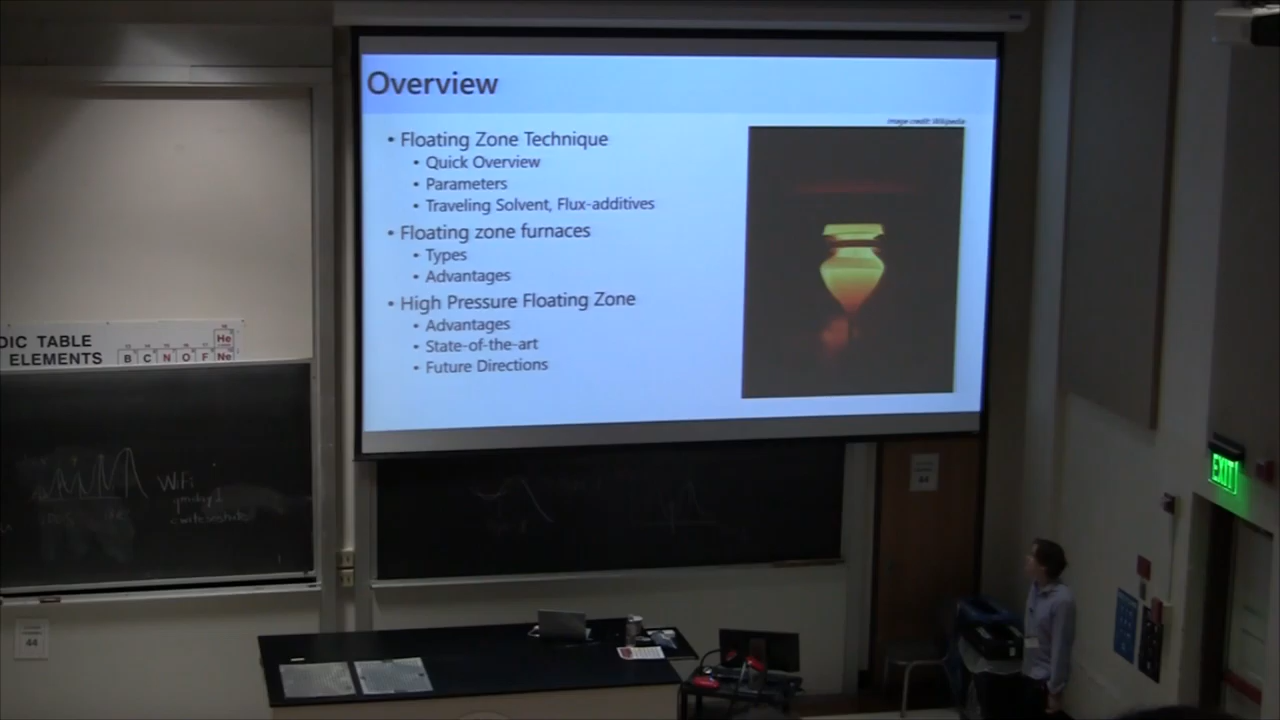 Overview
Image credit: Wikipedia
• Floating Zone Technique
• Quick Overview
• Parameters
• Traveling Solvent, Flux-additives
• Floating zone furnaces
• Types
• Advantages
• High Pressure Floating Zone
• Advantages
• State-of-the-art
• Future Directions
DIC TABLE
ELEMENTS
He
B C N O F Ne
WiFi
EXIT
44
44